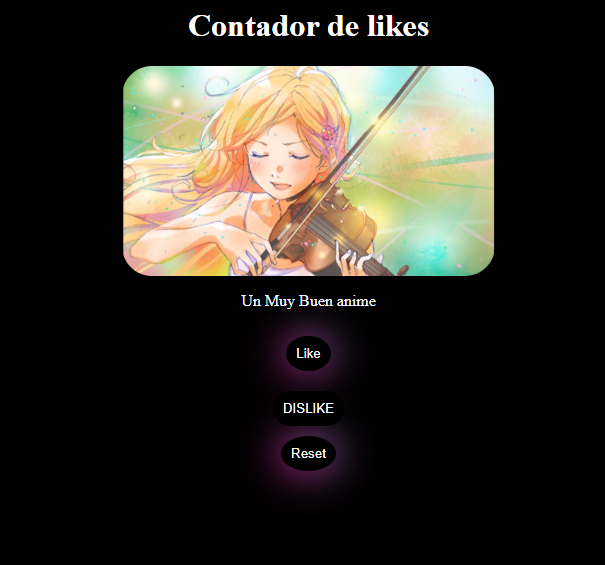 Contador de likes
Un Muy Buen anime
Like
DISLIKE
Reset